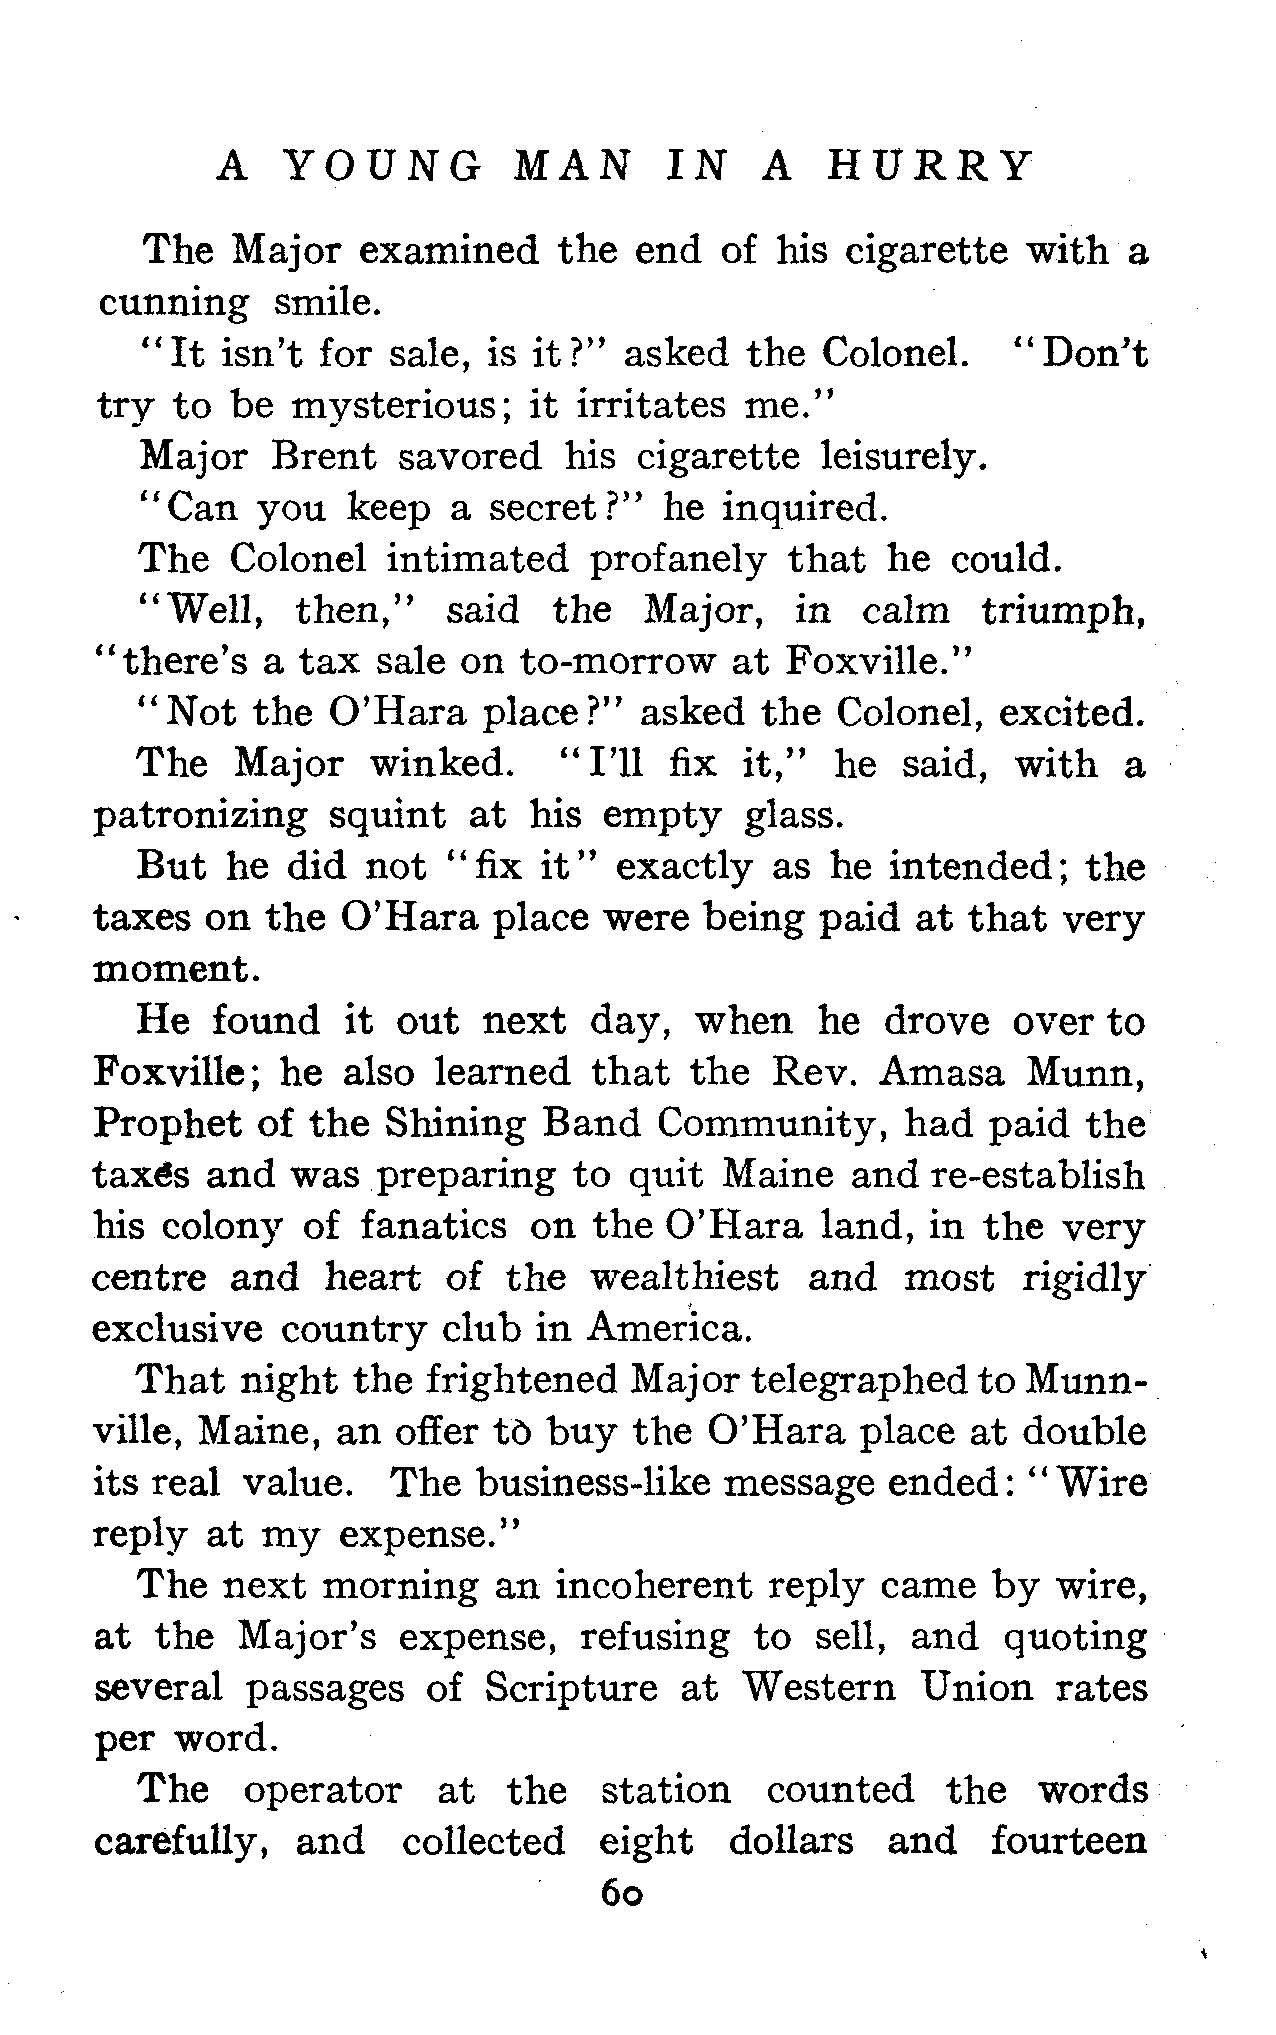 A YOUNG MAN IN A HURRY
The Major examined the end of his cigarette with a
cunning smile.
"It isn't for sale, is it?" asked the Colonel. "Don't
try to be mysterious; it irritates me."
Major Brent savored his cigarette leisurely.
"Can you keep a secret?" he inquired.
The Colonel intimated profanely that he could.
"Well, then," said the Major, in calm triumph,
"there's a tax sale on to-morrow at Foxville."
"Not the O'Hara place?" asked the Colonel, excited.
The Major winked. "I'll fix it," he said, with a
patronizing squint at his empty glass.
But he did not "fix it" exactly as he intended; the
taxes on the O'Hara place were being paid at that very
moment.
He found it out next day, when he drove over to
Foxville; he also learned that the Rev. Amasa Munn,
Prophet of the Shining Band Community, had paid the
taxes and was preparing to quit Maine and re-establish
his colony of fanatics on the O'Hara land, in the very
centre and heart of the wealthiest and most rigidly
exclusive country club in America.
That night the frightened Major telegraphed to Munn-
ville, Maine, an offer to buy the O'Hara place at double
its real value. The business-like message ended: "Wire
reply at my expense."
The next morning an incoherent reply came by wire,
at the Major's expense, refusing to sell, and quoting
several passages of Scripture at Western Union rates
per word.
The operator at the station counted the words
carefully, and collected eight dollars and fourteen
60